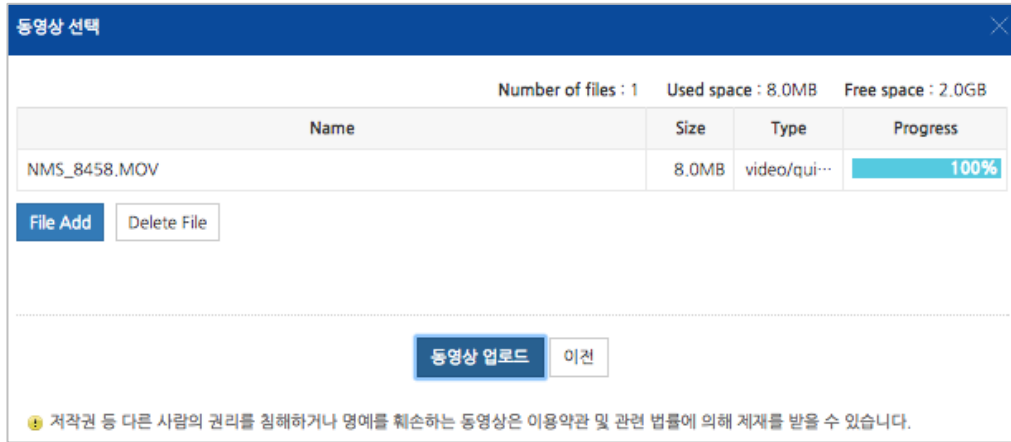 동영상 선택
Number of files : 1 Used space : 8.0MB Free space : 2.0GB
Name Size Type Progress
NMS_8458.MOV 8.0MB video/qui··· 100%
File Add Delete File
동영상 업로드 이전
저작권 등 다른 사람의 권리를 침해하거나 명예를 훼손하는 동영상은 이용약관 및 관련 법률에 의해 제재를 받을 수 있습니다.